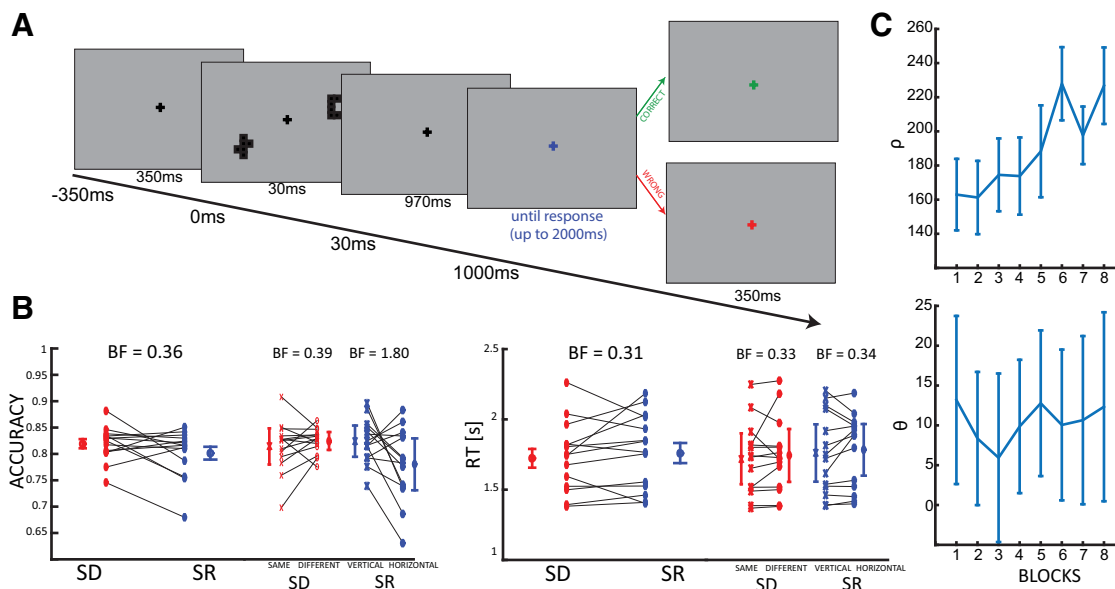 A
350ms
30ms
970ms
until response
(up to 2000ms)
CORRECT
WRONG
350ms
-350ms
0ms
30ms
1000ms
B
ACCURACY
1
0.95
0.9
0.85
0.8
0.75
0.7
0.65
BF = 0.36
BF = 0.39
BF = 1.80
SD
SR
SAME DIFFERENT
SD
VERTICAL HORIZONTAL
SR
RT [s]
2.5
2
1.5
1
BF = 0.31
BF = 0.33
BF = 0.34
SD
SR
SAME DIFFERENT
SD
VERTICAL HORIZONTAL
SR
C
ρ
260
240
220
200
180
160
140
1 2 3 4 5 6 7 8
θ
25
20
15
10
5
0
1 2 3 4 5 6 7 8
BLOCKS